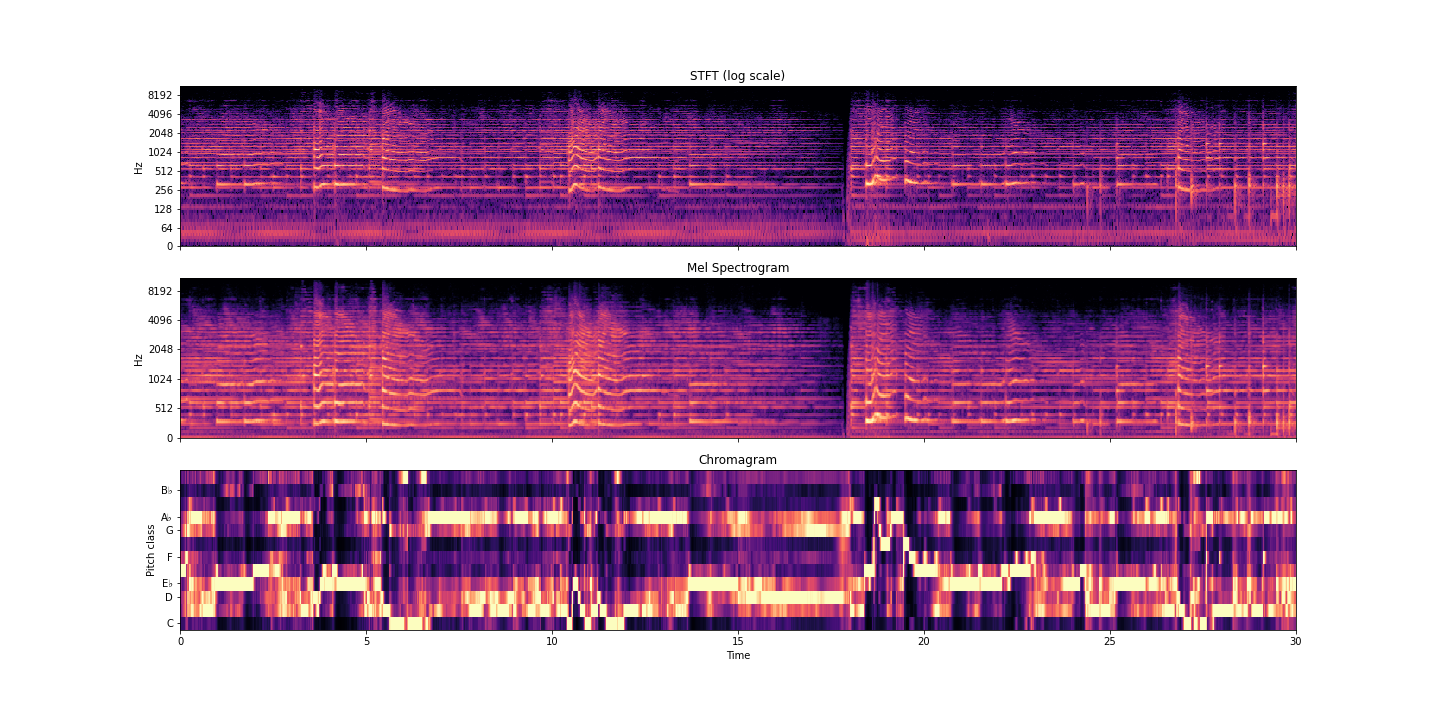 STFT (log scale)
8192
4096
2048
1024
512
256
128
64
0
Hz
Mel Spectrogram
8192
4096
2048
1024
512
0
Hz
Chromagram
B♭
A♭
G
F
E♭
D
C
Pitch class
0 5 10 15 20 25 30
Time